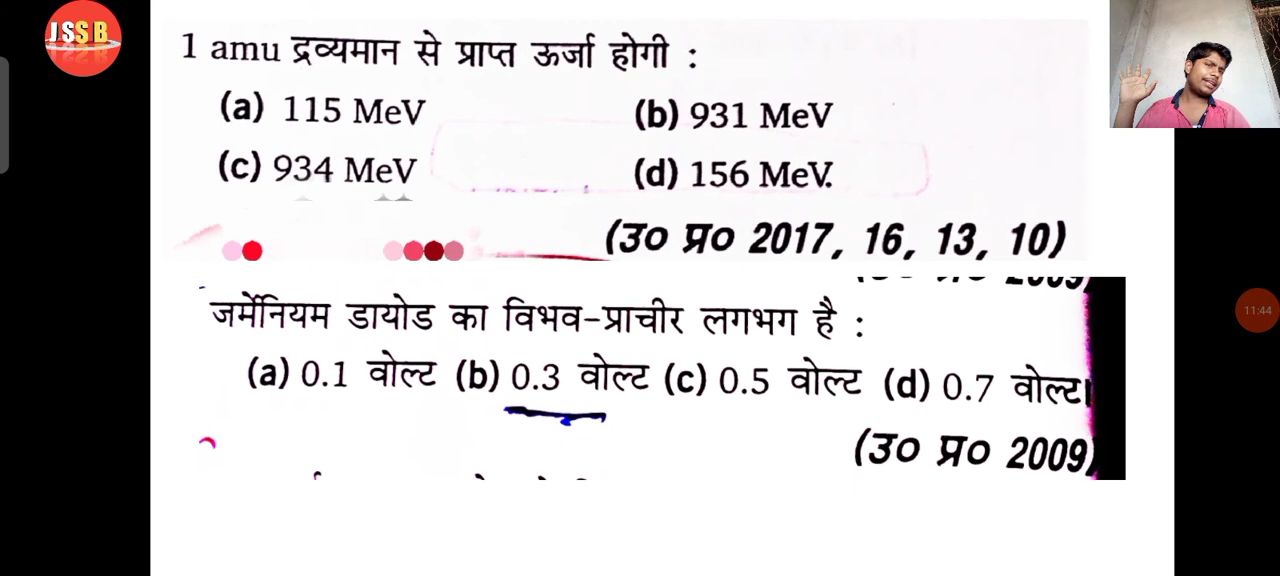 JSSB
1 amu द्रव्यमान से प्राप्त ऊर्जा होगी :
(a) 115 MeV (b) 931 MeV
(c) 934 MeV (d) 156 MeV.
(उ० प्र० 2017, 16, 13, 10)
जर्मेनियम डायोड का विभव-प्राचीर लगभग है :
(a) 0.1 वोल्ट (b) 0.3 वोल्ट (c) 0.5 वोल्ट (d) 0.7 वोल्ट।
(उ० प्र० 2009)
11:44